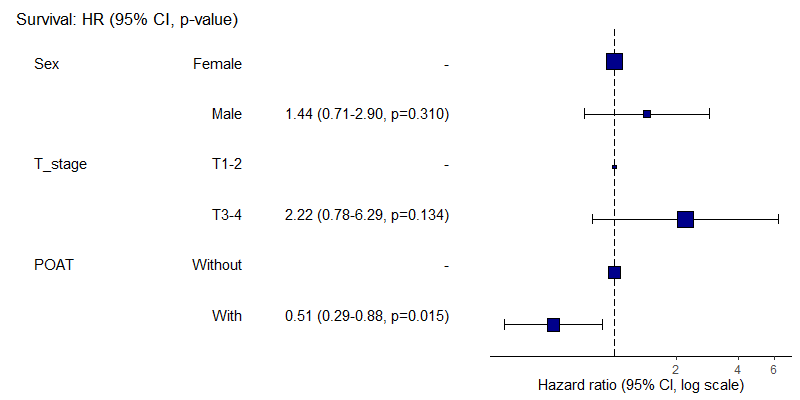 Survival: HR (95% CI, p-value)
Sex Female -
Male 1.44 (0.71-2.90, p=0.310)
T_stage T1-2 -
T3-4 2.22 (0.78-6.29, p=0.134)
POAT Without -
With 0.51 (0.29-0.88, p=0.015)
2 4 6
Hazard ratio (95% CI, log scale)